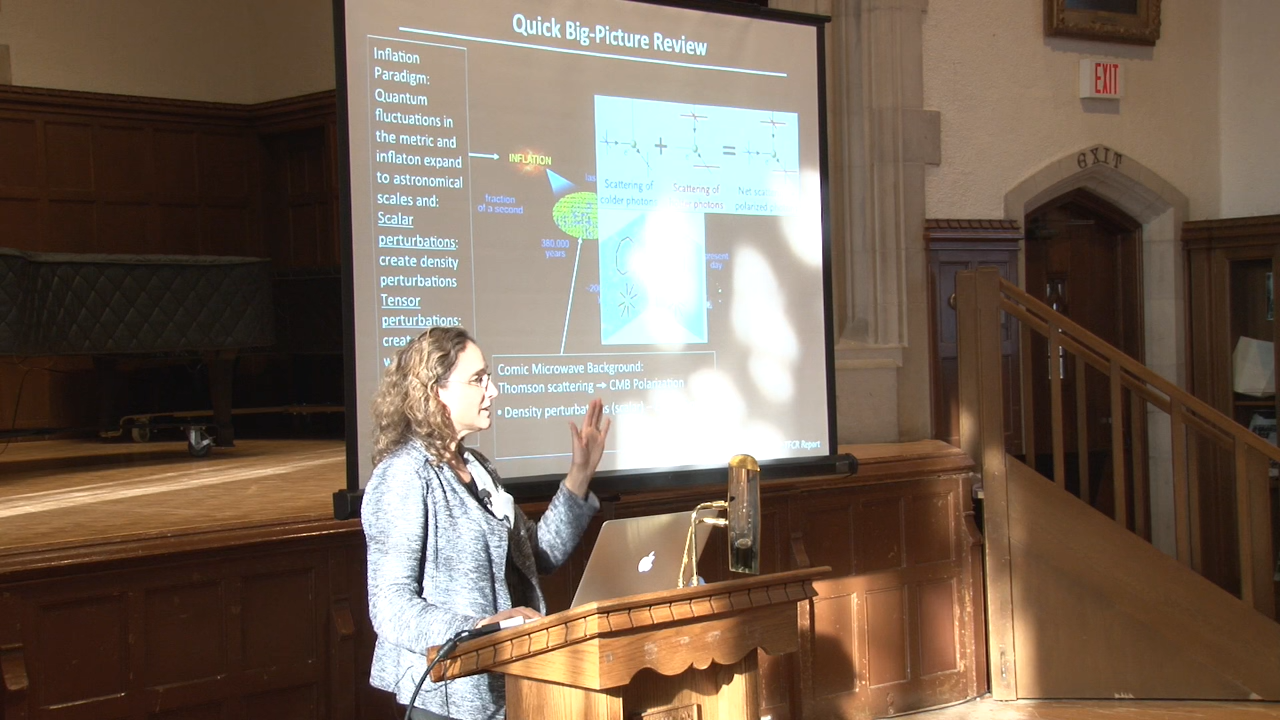 Quick Big-Picture Review
Inflation
Paradigm:
Quantum
fluctuations in
the metric and
inflaton expand
to astronomical
scales and:
Scalar
perturbations:
create density
perturbations
Tensor
perturbations:
INFLATION
fraction
of a second
380,000
years
+
=
Scattering of
colder photons
Scattering of
photons
Net
present
day
Comic Microwave Background:
Thomson scattering → CMB Polarization
• Density
Report
EXIT
EXIT